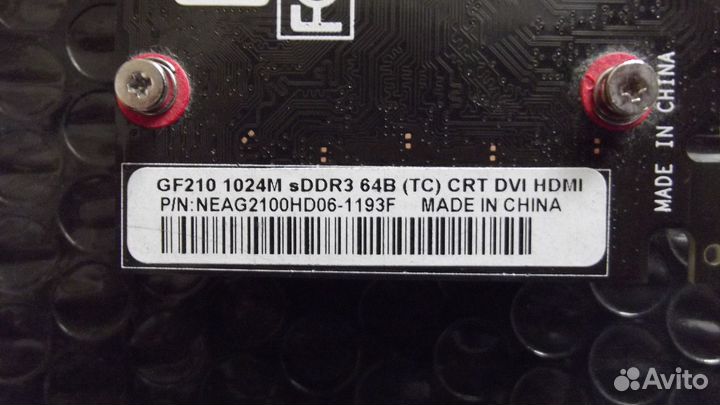 GF210 1024M sDDR3 64B (TC) CRT DVI HDMI
P/N:NEAG2100HD06-1193F MADE IN CHINA
MADE IN CHINA
Avito